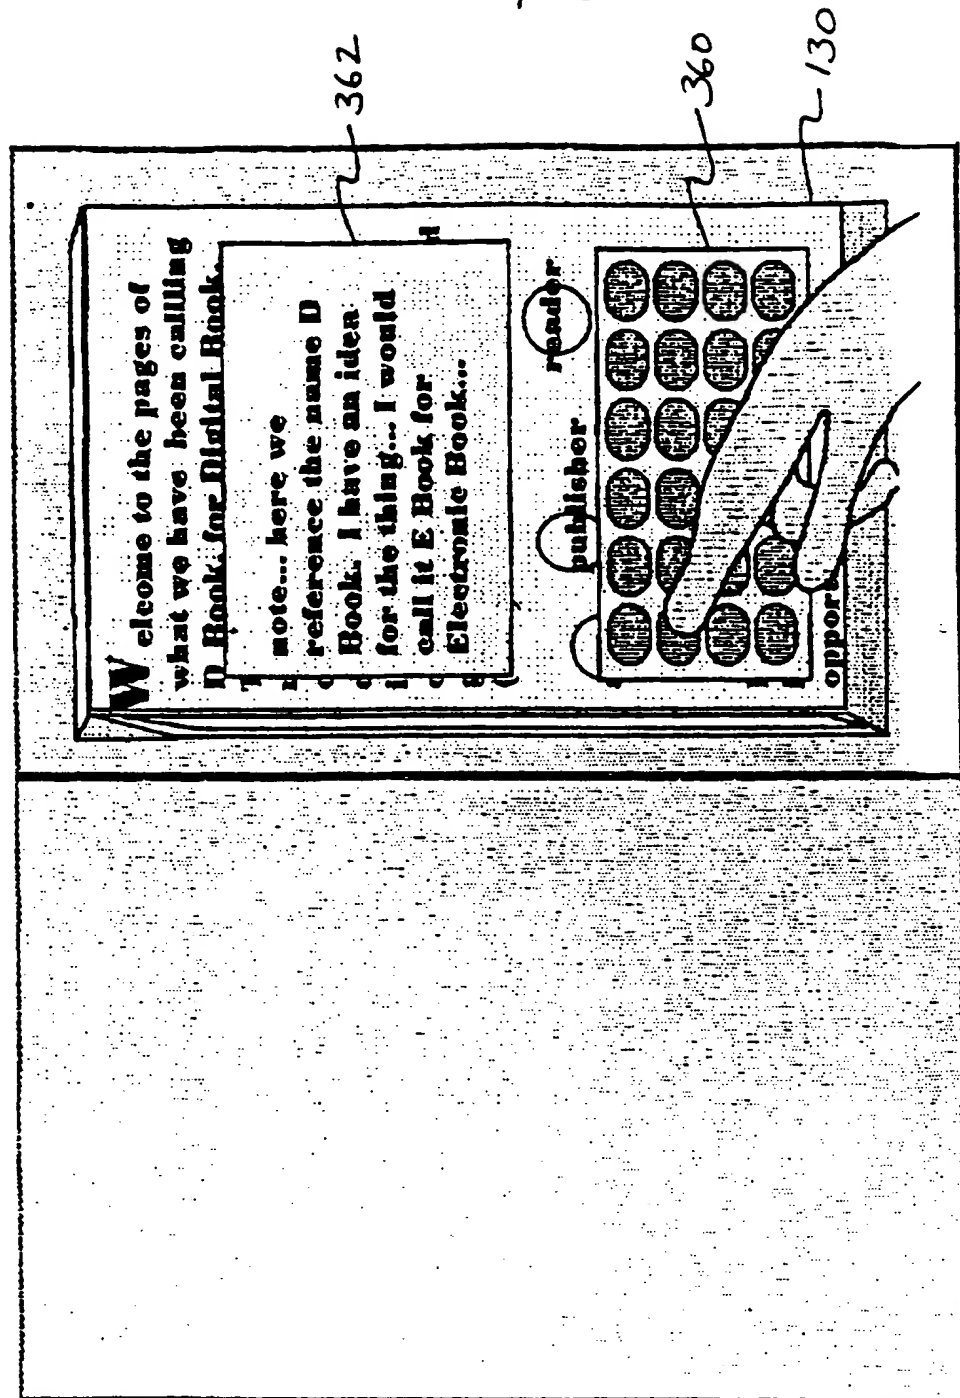 Welcome to the pages of
what we have been callling
D Book: for Digital Book.
note... here we
reference the name D
Book. I have an idea
for the thing... I would
call it E Book for
Electronic Book...
publisher
reader
oppor
362
360
130